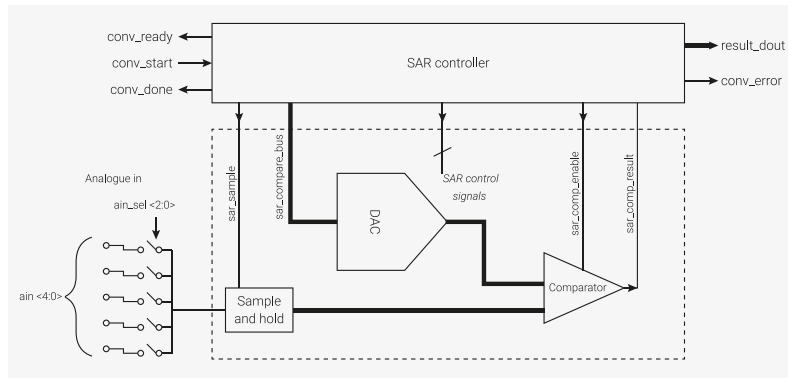 conv_ready
conv_start
conv_done
SAR controller
result_dout
conv_error
sar_sample
sar_compare_bus
SAR control
signals
sar_comp_enable
sar_comp_result
Analogue in
ain_sel <2:0>
DAC
ain <4:0>
Sample
and hold
Comparator